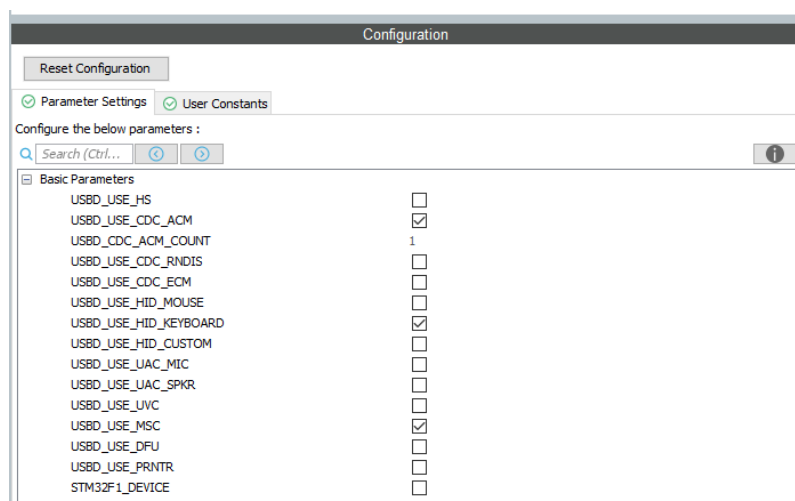 Configuration
Reset Configuration
Parameter Settings User Constants
Configure the below parameters :
Search (Ctrl...
Basic Parameters
USBD_USE_HS
USBD_USE_CDC_ACM
USBD_CDC_ACM_COUNT 1
USBD_USE_CDC_RNDIS
USBD_USE_CDC_ECM
USBD_USE_HID_MOUSE
USBD_USE_HID_KEYBOARD
USBD_USE_HID_CUSTOM
USBD_USE_UAC_MIC
USBD_USE_UAC_SPKR
USBD_USE_UVC
USBD_USE_MSC
USBD_USE_DFU
USBD_USE_PRNTR
STM32F1_DEVICE